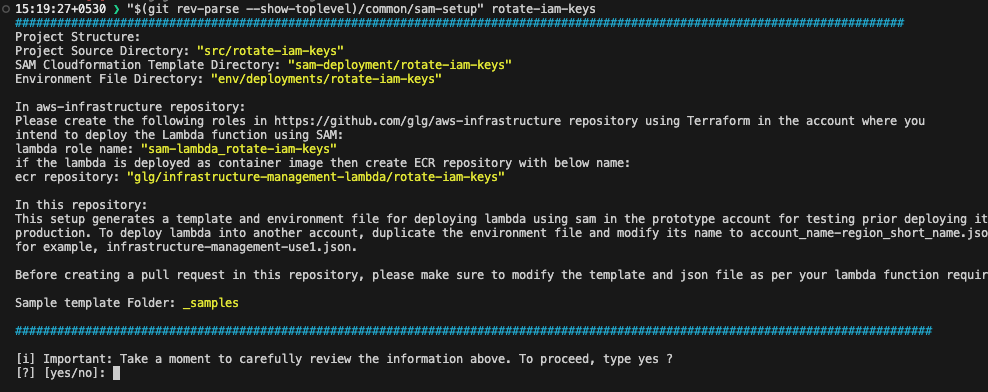 15:19:27+0530 ❯ "$(git rev-parse --show-toplevel)/common/sam-setup" rotate-iam-keys
###################################################################################################################################
Project Structure:
Project Source Directory: "src/rotate-iam-keys"
SAM Cloudformation Template Directory: "sam-deployment/rotate-iam-keys"
Environment File Directory: "env/deployments/rotate-iam-keys"
In aws-infrastructure repository:
Please create the following roles in https://github.com/glg/aws-infrastructure repository using Terraform in the account where you
intend to deploy the Lambda function using SAM:
lambda role name: "sam-lambda_rotate-iam-keys"
if the lambda is deployed as container image then create ECR repository with below name:
ecr repository: "glg/infrastructure-management-lambda/rotate-iam-keys"
In this repository:
This setup generates a template and environment file for deploying lambda using sam in the prototype account for testing prior deploying it
production. To deploy lambda into another account, duplicate the environment file and modify its name to account_name-region_short_name.jso
for example, infrastructure-management-use1.json.
Before creating a pull request in this repository, please make sure to modify the template and json file as per your lambda function requir
Sample template Folder: _samples
###################################################################################################################################
[i] Important: Take a moment to carefully review the information above. To proceed, type yes ?
[?] [yes/no]: